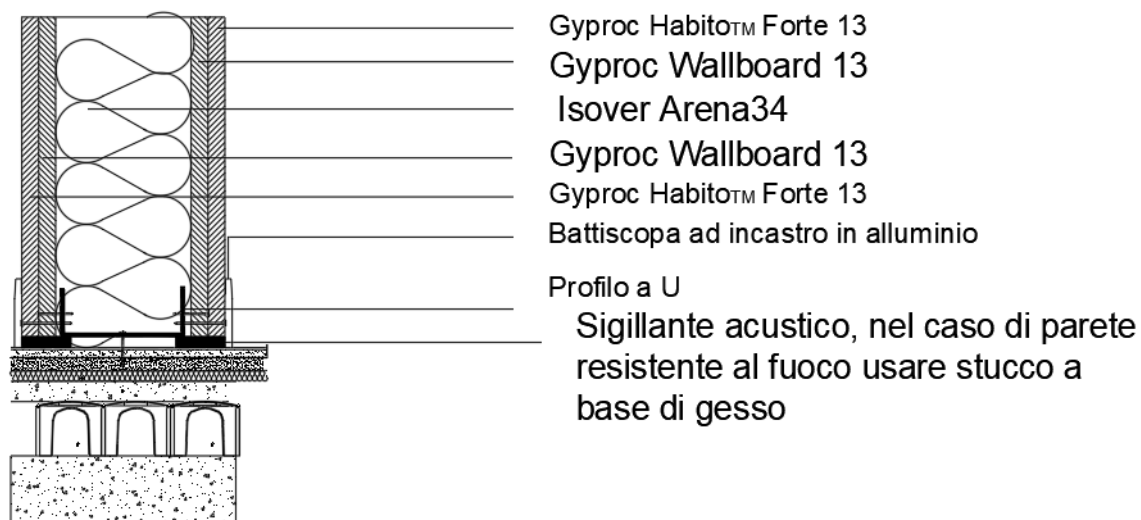 Gyproc Habito™ Forte 13
Gyproc Wallboard 13
Isover Arena34
Gyproc Wallboard 13
Gyproc Habito™ Forte 13
Battiscopa ad incastro in alluminio
Profilo a U
Sigillante acustico, nel caso di parete
resistente al fuoco usare stucco a
base di gesso